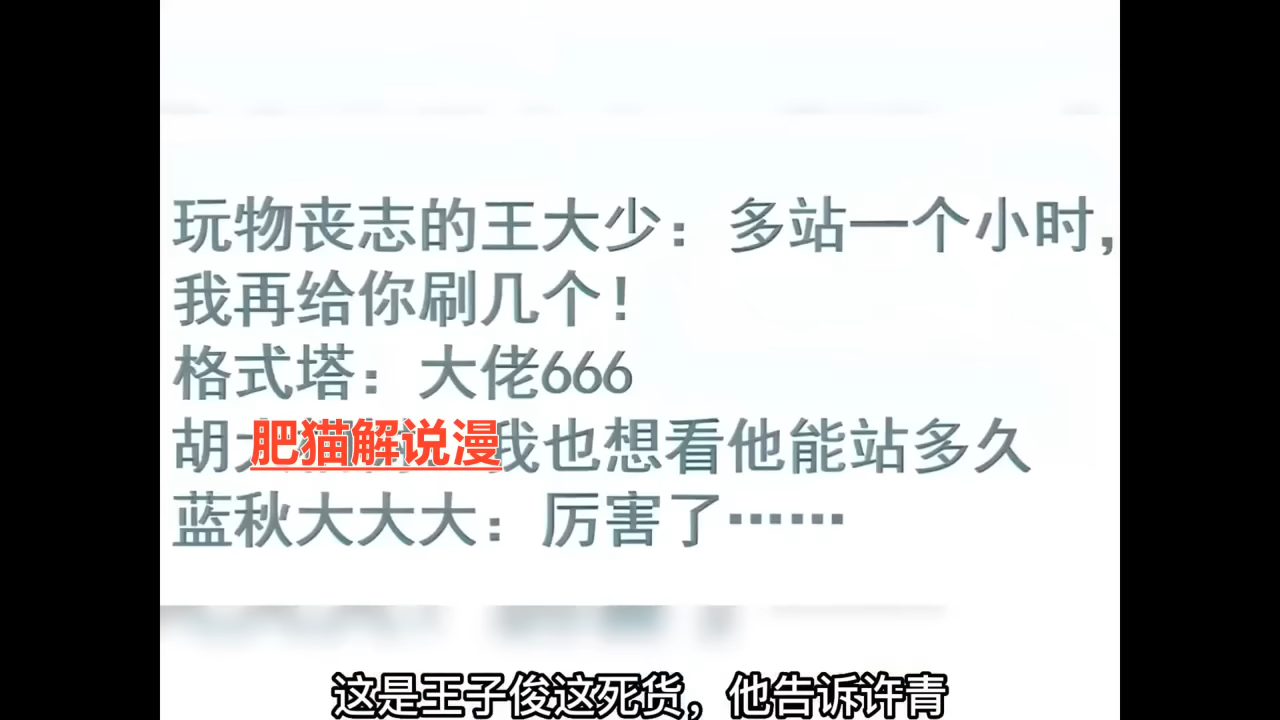 玩物丧志的王大少：多站一个小时，
我再给你刷几个！
格式塔：大佬666
胡 我也想看他能站多久
肥猫解说漫
蓝秋大大大：厉害了……
这是王子俊这死货，他告诉许青